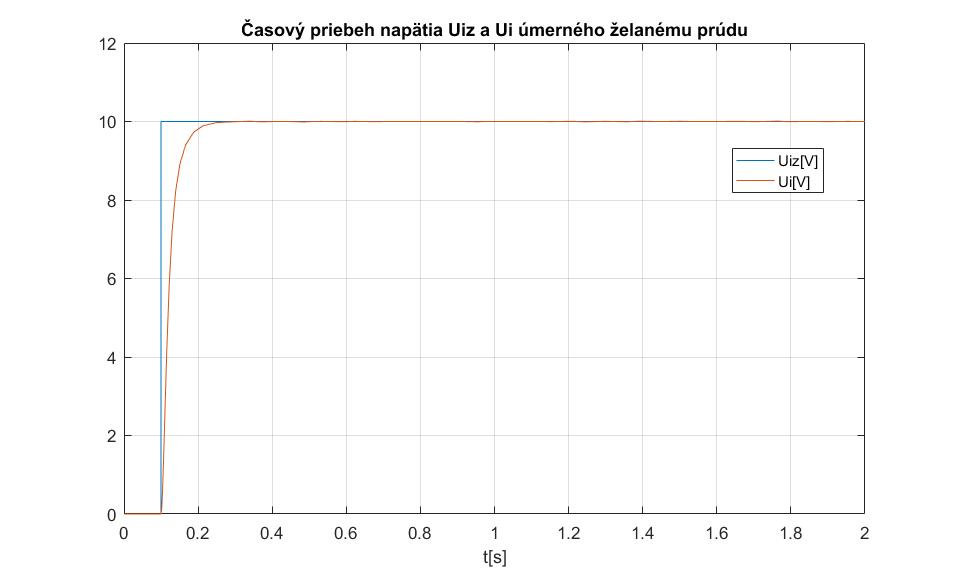 Časový priebeh napätia Uiz a Ui úmerného želanému prúdu
12
10
8
6
4
2
0
Uiz[V]
Ui[V]
0 0.2 0.4 0.6 0.8 1 1.2 1.4 1.6 1.8 2
t[s]